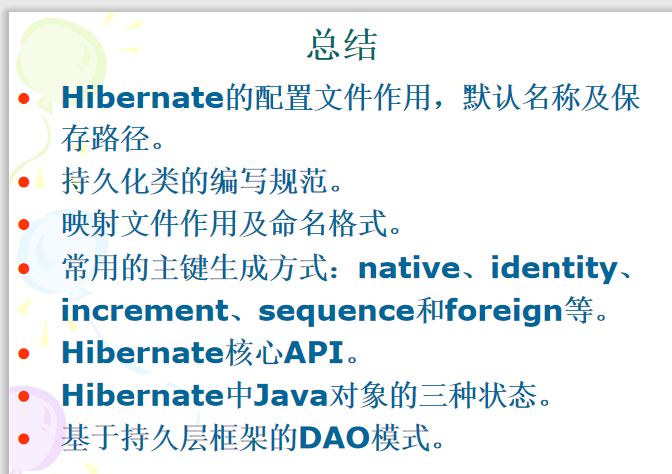 总结
Hibernate的配置文件作用，默认名称及保
存路径。
持久化类的编写规范。
映射文件作用及命名格式。
常用的主键生成方式：native、identity、
increment、sequence和foreign等。
Hibernate核心API。
Hibernate中Java对象的三种状态。
基于持久层框架的DAO模式。